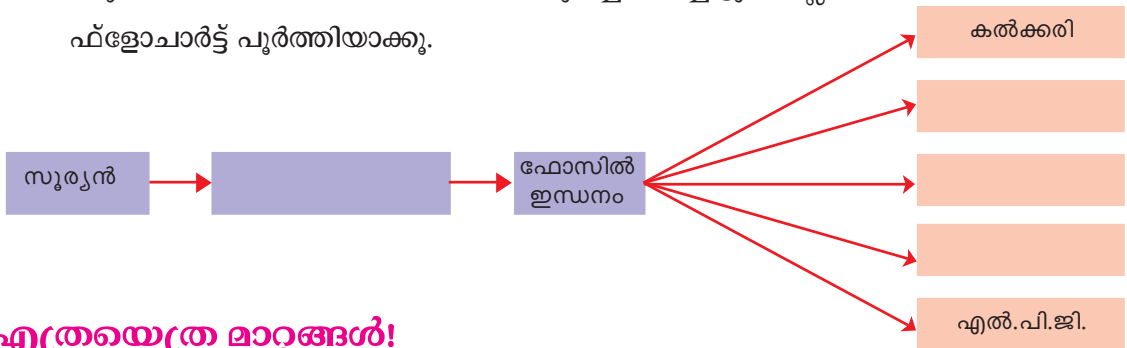 ഫ്ളോചാർട്ട് പൂർത്തിയാക്കൂ.
കൽക്കരി
സൂര്യൻ
ഫോസിൽ
ഇന്ധനം
എൽ.പി.ജി.
എത്രയെത്ര മാറ്റങ്ങൾ!